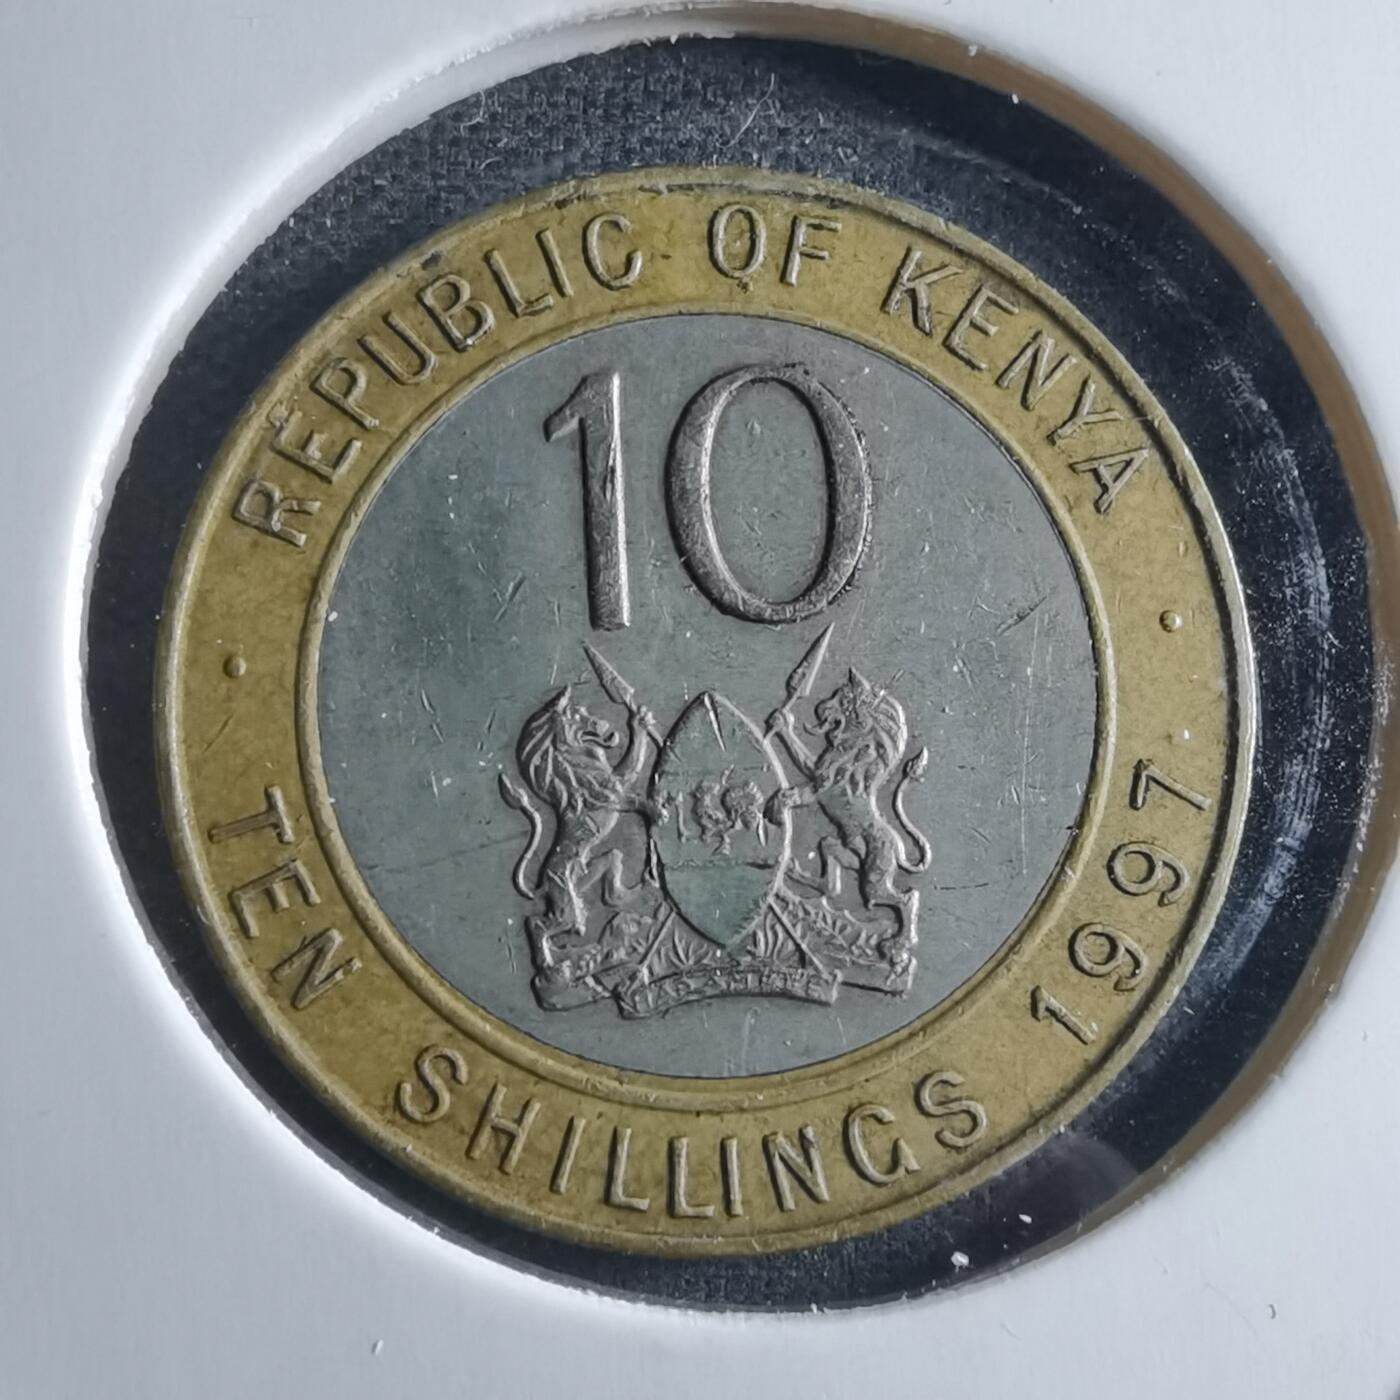 REPUBLIC OF KENYA
10
TEN SHILLINGS 1997